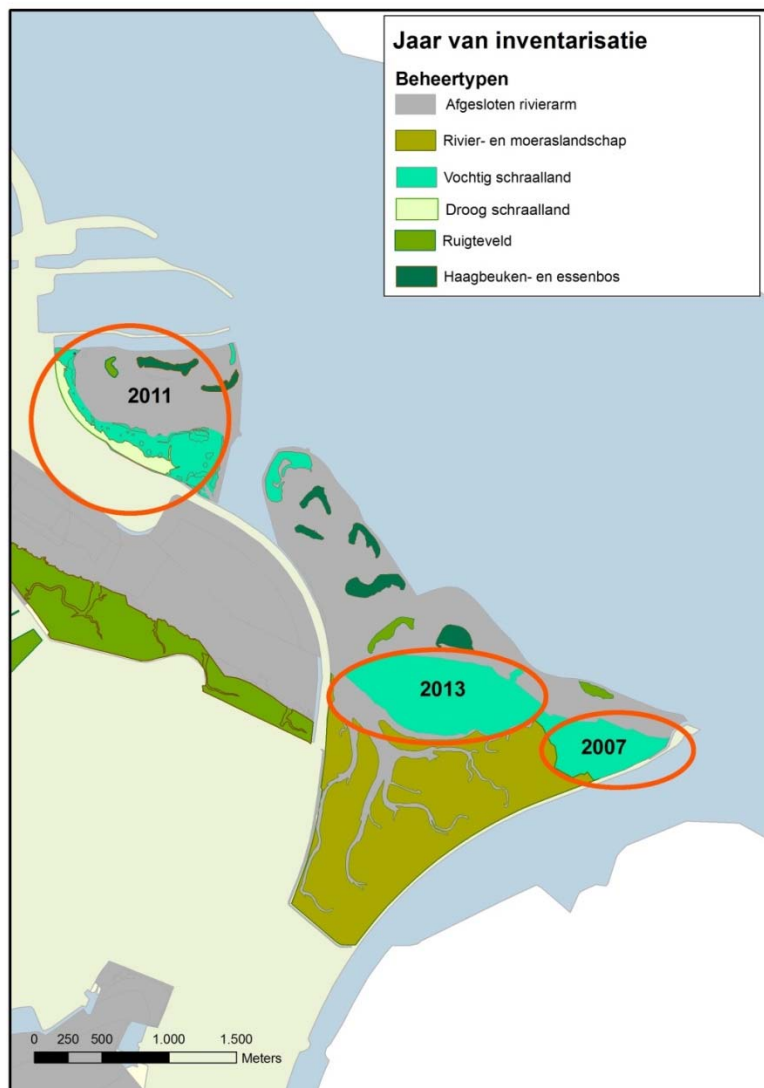 Jaar van inventarisatie
Beheertypen
Afgesloten rivierarm
Rivier- en moeraslandschap
Vochtig schraalland
Droog schraalland
Ruigteveld
Haagbeuken- en essenbos
2011
2013
2007
0 250 500 1.000 1.500
Meters